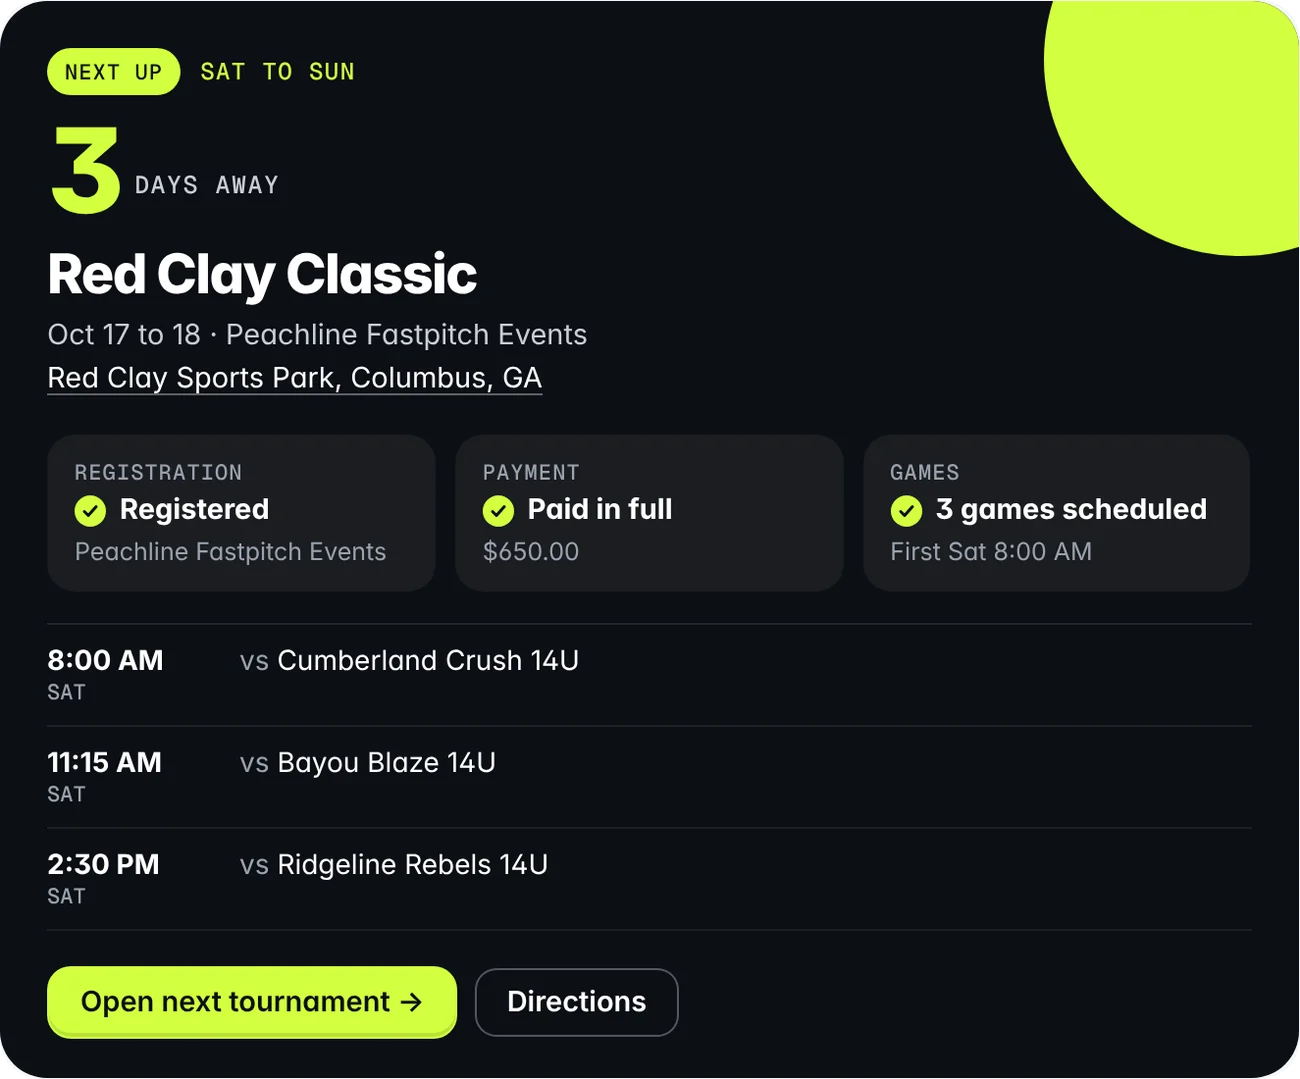 NEXT UP SAT TO SUN
3 DAYS AWAY
Red Clay Classic
Oct 17 to 18 · Peachline Fastpitch Events
Red Clay Sports Park, Columbus, GA
REGISTRATION
Registered
Peachline Fastpitch Events
PAYMENT
Paid in full
$650.00
GAMES
3 games scheduled
First Sat 8:00 AM
8:00 AM vs Cumberland Crush 14U
SAT
11:15 AM vs Bayou Blaze 14U
SAT
2:30 PM vs Ridgeline Rebels 14U
SAT
Open next tournament →
Directions